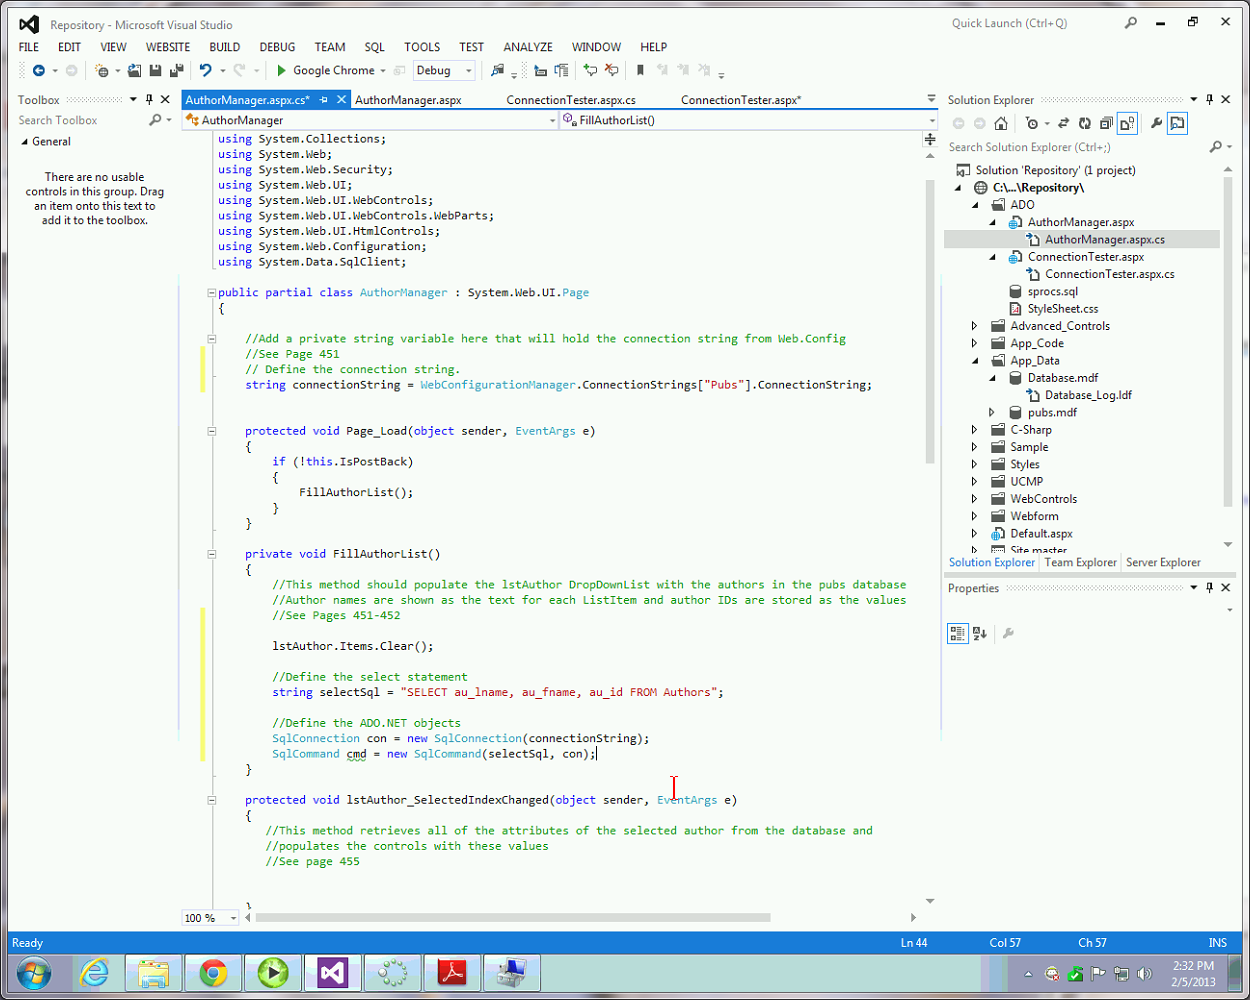 Repository - Microsoft Visual Studio
Quick Launch (Ctrl+Q)
FILE EDIT VIEW WEBSITE BUILD DEBUG TEAM SQL TOOLS TEST ANALYZE WINDOW HELP
Google Chrome Debug
Toolbox
Search Toolbox
General
There are no usable
controls in this group. Drag
an item onto this text to
add it to the toolbox.
AuthorManager.aspx.cs* AuthorManager.aspx ConnectionTester.aspx.cs ConnectionTester.aspx*
AuthorManager FillAuthorList()
using System.Collections;
using System.Web;
using System.Web.Security;
using System.Web.UI;
using System.Web.UI.WebControls;
using System.Web.UI.WebControls.WebParts;
using System.Web.UI.HtmlControls;
using System.Web.Configuration;
using System.Data.SqlClient;
public partial class AuthorManager : System.Web.UI.Page
{
//Add a private string variable here that will hold the connection string from Web.Config
//See Page 451
// Define the connection string.
string connectionString = WebConfigurationManager.ConnectionStrings["Pubs"].ConnectionString;
protected void Page_Load(object sender, EventArgs e)
{
if (!this.IsPostBack)
{
FillAuthorList();
}
}
private void FillAuthorList()
{
//This method should populate the lstAuthor DropDownList with the authors in the pubs database
//Author names are shown as the text for each ListItem and author IDs are stored as the values
//See Pages 451-452
lstAuthor.Items.Clear();
//Define the select statement
string selectSql = "SELECT au_lname, au_fname, au_id FROM Authors";
//Define the ADO.NET objects
SqlConnection con = new SqlConnection(connectionString);
SqlCommand cmd = new SqlCommand(selectSql, con);
}
protected void lstAuthor_SelectedIndexChanged(object sender, EventArgs e)
{
//This method retrieves all of the attributes of the selected author from the database and
//populates the controls with these values
//See page 455
}
100 %
Solution Explorer
Search Solution Explorer (Ctrl+;)
Solution 'Repository' (1 project)
C:\...\Repository\
ADO
AuthorManager.aspx
AuthorManager.aspx.cs
ConnectionTester.aspx
ConnectionTester.aspx.cs
sprocs.sql
StyleSheet.css
Advanced_Controls
App_Code
App_Data
Database.mdf
Database_Log.ldf
pubs.mdf
C-Sharp
Sample
Styles
UCMP
WebControls
Webform
Default.aspx
Site.master
Solution Explorer Team Explorer Server Explorer
Properties
Ready Ln 44 Col 57 Ch 57 INS
2:32 PM
2/5/2013